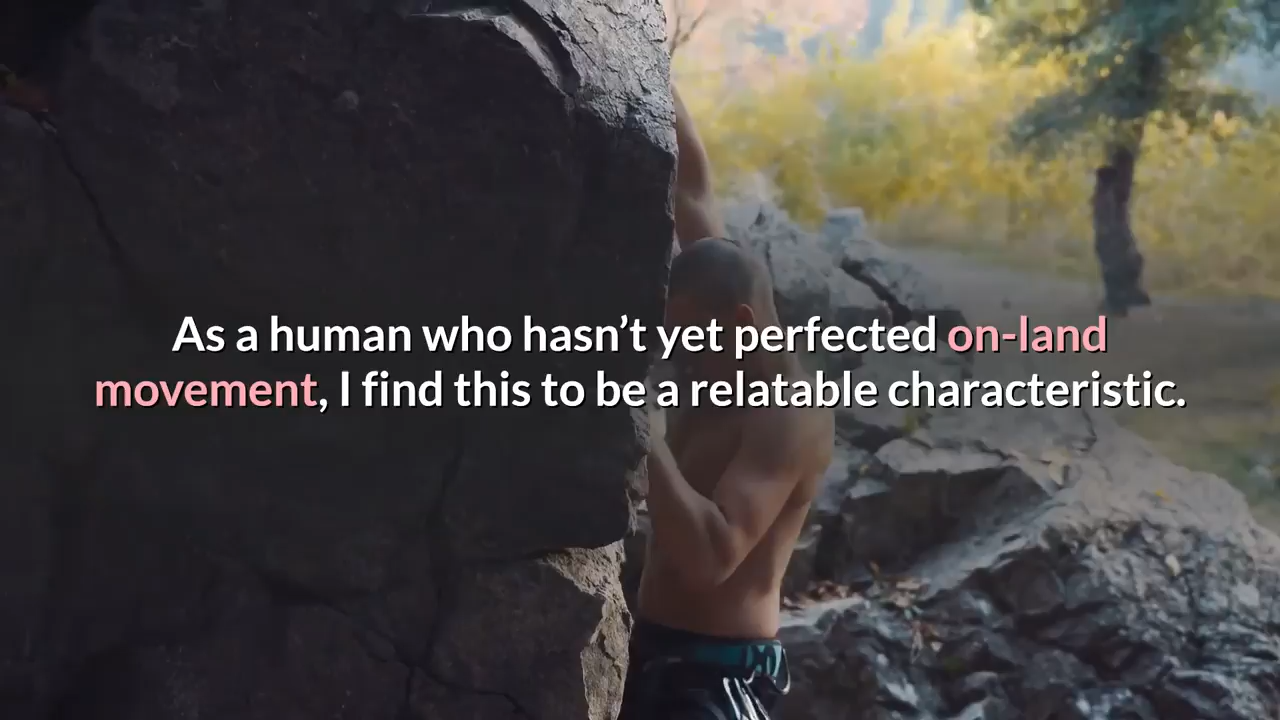 As a human who hasn’t yet perfected on-land
movement, I find this to be a relatable characteristic.